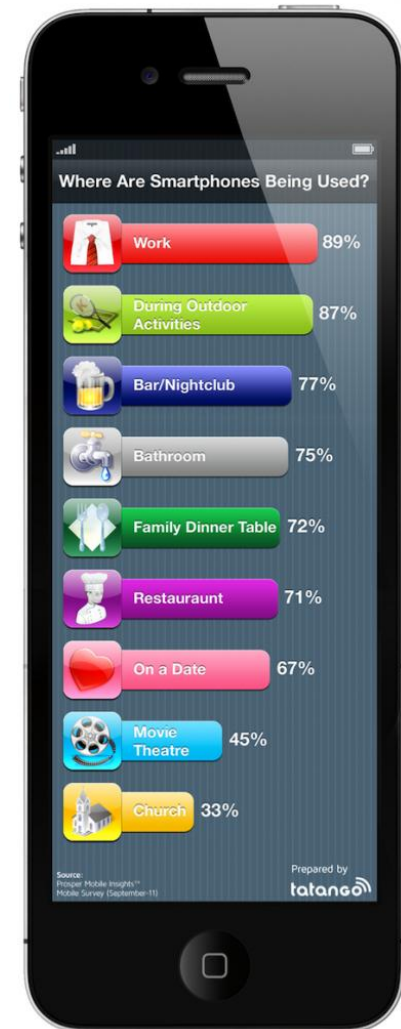 Where Are Smartphones Being Used?
Work 89%
During Outdoor
Activities 87%
Bar/Nightclub 77%
Bathroom 75%
Family Dinner Table 72%
Restauraunt 71%
On a Date 67%
Movie
Theatre 45%
Church 33%
Source:
Prosper Mobile Insights™
Mobile Survey (September-11)
Prepared by
tatango